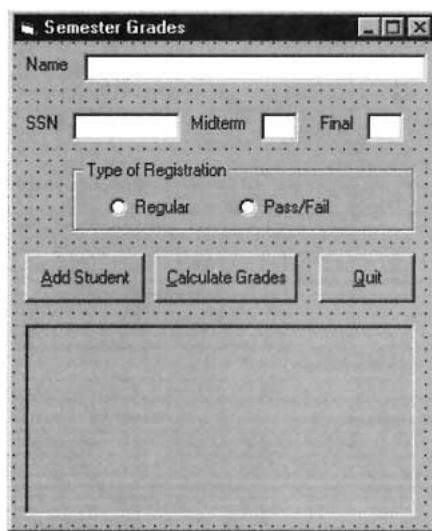 Semester Grades
Name
SSN Midterm Final
Type of Registration
Regular Pass/Fail
Add Student Calculate Grades Quit